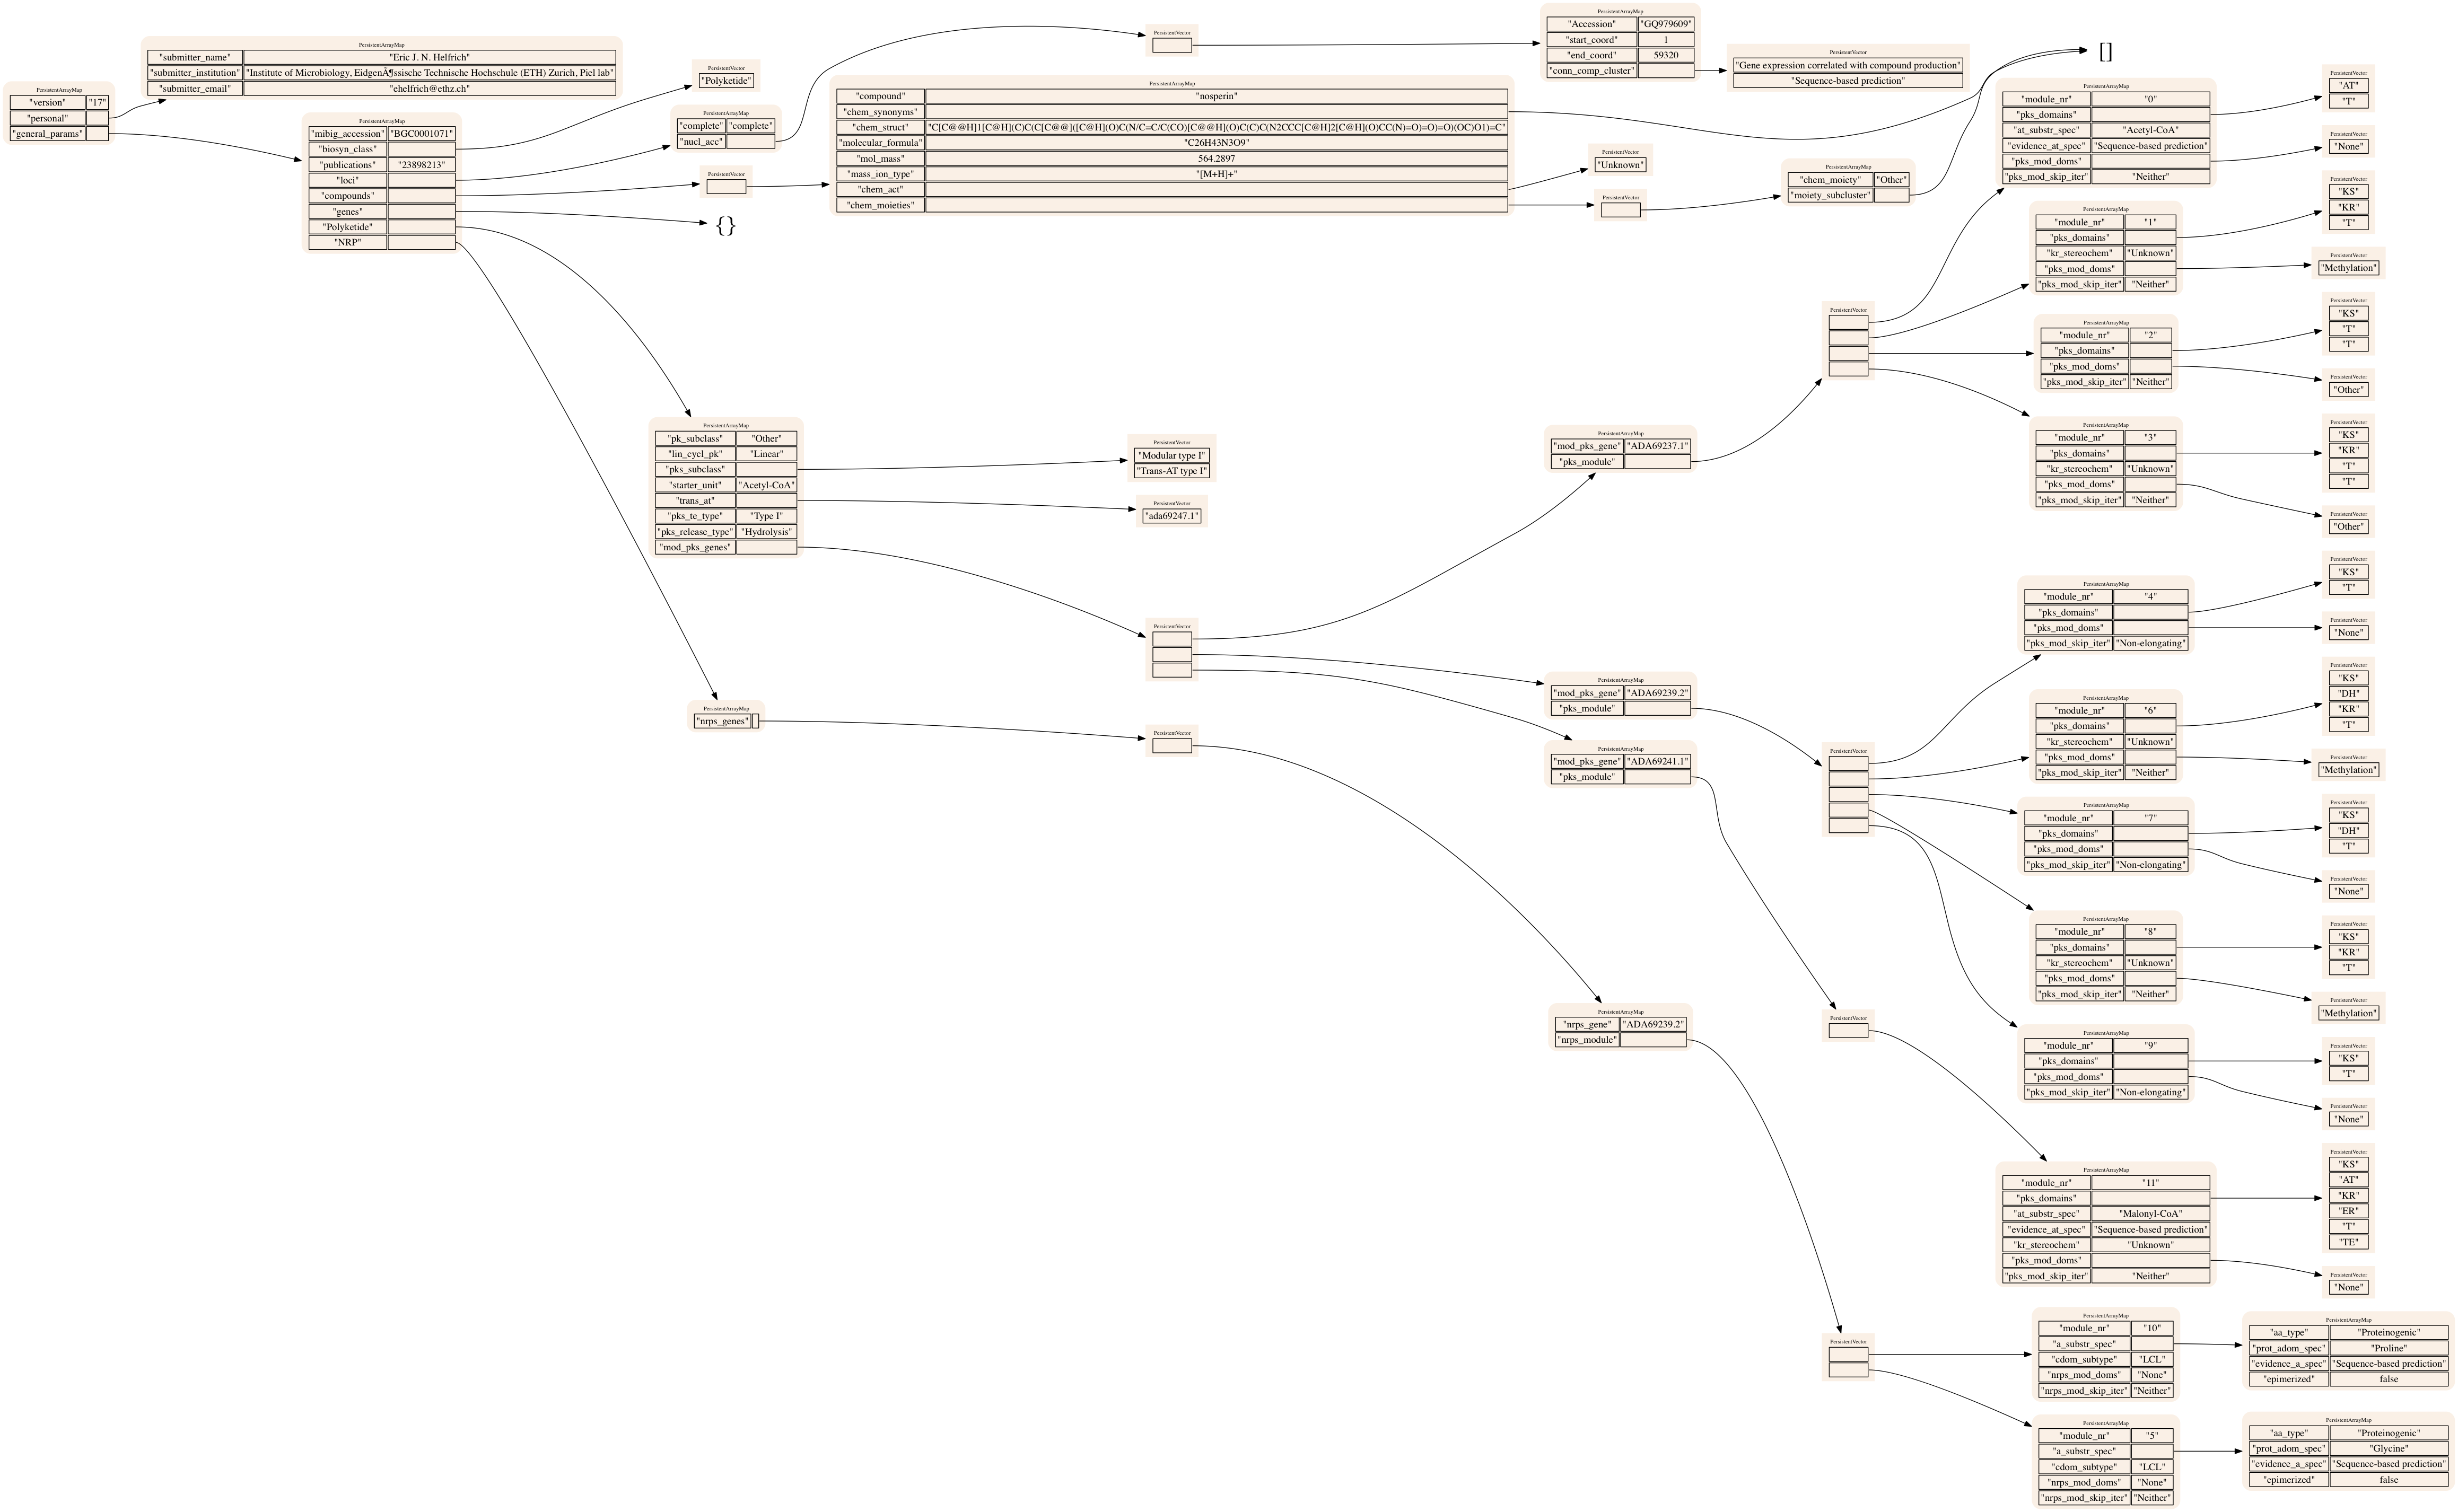 PersistentArrayMap
"version" "17"
"personal"
"general_params"
PersistentArrayMap
"submitter_name" "Eric J. N. Helfrich"
"submitter_institution" "Institute of Microbiology, EidgenÃ¶ssische Technische Hochschule (ETH) Zurich, Piel lab"
"submitter_email" "ehelfrich@ethz.ch"
PersistentArrayMap
"mibig_accession" "BGC0001071"
"biosyn_class"
"publications" "23898213"
"loci"
"compounds"
"genes"
"Polyketide"
"NRP"
PersistentVector
"Polyketide"
PersistentArrayMap
"complete" "complete"
"nucl_acc"
PersistentVector
{}
PersistentVector
PersistentArrayMap
"Accession" "GQ979609"
"start_coord" 1
"end_coord" 59320
"conn_comp_cluster"
PersistentVector
"Gene expression correlated with compound production"
"Sequence-based prediction"
[]
PersistentArrayMap
"compound" "nosperin"
"chem_synonyms"
"chem_struct" "C[C@@H]1[C@H](C)C(C[C@@]([C@H](O)C(N/C=C/C(CO)[C@@H](O)C(C)C(N2CCC[C@H]2[C@H](O)CC(N)=O)=O)=O)(OC)O1)=C"
"molecular_formula" "C26H43N3O9"
"mol_mass" 564.2897
"mass_ion_type" "[M+H]+"
"chem_act"
"chem_moieties"
PersistentVector
"Unknown"
PersistentVector
PersistentArrayMap
"chem_moiety" "Other"
"moiety_subcluster"
PersistentArrayMap
"pk_subclass" "Other"
"lin_cycl_pk" "Linear"
"pks_subclass"
"starter_unit" "Acetyl-CoA"
"trans_at"
"pks_te_type" "Type I"
"pks_release_type" "Hydrolysis"
"mod_pks_genes"
PersistentVector
"Modular type I"
"Trans-AT type I"
PersistentVector
"ada69247.1"
PersistentVector
PersistentArrayMap
"mod_pks_gene" "ADA69237.1"
"pks_module"
PersistentVector
PersistentArrayMap
"module_nr" "0"
"pks_domains"
"at_substr_spec" "Acetyl-CoA"
"evidence_at_spec" "Sequence-based prediction"
"pks_mod_doms"
"pks_mod_skip_iter" "Neither"
PersistentVector
"AT"
"T"
PersistentVector
"None"
PersistentArrayMap
"module_nr" "1"
"pks_domains"
"kr_stereochem" "Unknown"
"pks_mod_doms"
"pks_mod_skip_iter" "Neither"
PersistentVector
"KS"
"KR"
"T"
PersistentVector
"Methylation"
PersistentArrayMap
"module_nr" "2"
"pks_domains"
"pks_mod_doms"
"pks_mod_skip_iter" "Neither"
PersistentVector
"KS"
"T"
"T"
PersistentVector
"Other"
PersistentArrayMap
"module_nr" "3"
"pks_domains"
"kr_stereochem" "Unknown"
"pks_mod_doms"
"pks_mod_skip_iter" "Neither"
PersistentVector
"KS"
"KR"
"T"
"T"
PersistentVector
"Other"
PersistentArrayMap
"mod_pks_gene" "ADA69239.2"
"pks_module"
PersistentVector
PersistentArrayMap
"module_nr" "4"
"pks_domains"
"pks_mod_doms"
"pks_mod_skip_iter" "Non-elongating"
PersistentVector
"KS"
"T"
PersistentVector
"None"
PersistentArrayMap
"module_nr" "6"
"pks_domains"
"kr_stereochem" "Unknown"
"pks_mod_doms"
"pks_mod_skip_iter" "Neither"
PersistentVector
"KS"
"DH"
"KR"
"T"
PersistentVector
"Methylation"
PersistentArrayMap
"module_nr" "7"
"pks_domains"
"pks_mod_doms"
"pks_mod_skip_iter" "Non-elongating"
PersistentVector
"KS"
"DH"
"T"
PersistentVector
"None"
PersistentArrayMap
"module_nr" "8"
"pks_domains"
"kr_stereochem" "Unknown"
"pks_mod_doms"
"pks_mod_skip_iter" "Neither"
PersistentVector
"KS"
"KR"
"T"
PersistentVector
"Methylation"
PersistentArrayMap
"module_nr" "9"
"pks_domains"
"pks_mod_doms"
"pks_mod_skip_iter" "Non-elongating"
PersistentVector
"KS"
"T"
PersistentVector
"None"
PersistentArrayMap
"mod_pks_gene" "ADA69241.1"
"pks_module"
PersistentVector
PersistentArrayMap
"module_nr" "11"
"pks_domains"
"at_substr_spec" "Malonyl-CoA"
"evidence_at_spec" "Sequence-based prediction"
"kr_stereochem" "Unknown"
"pks_mod_doms"
"pks_mod_skip_iter" "Neither"
PersistentVector
"KS"
"AT"
"KR"
"ER"
"T"
"TE"
PersistentVector
"None"
PersistentArrayMap
"nrps_genes"
PersistentVector
PersistentArrayMap
"nrps_gene" "ADA69239.2"
"nrps_module"
PersistentVector
PersistentArrayMap
"module_nr" "10"
"a_substr_spec"
"cdom_subtype" "LCL"
"nrps_mod_doms" "None"
"nrps_mod_skip_iter" "Neither"
PersistentArrayMap
"aa_type" "Proteinogenic"
"prot_adom_spec" "Proline"
"evidence_a_spec" "Sequence-based prediction"
"epimerized" false
PersistentArrayMap
"module_nr" "5"
"a_substr_spec"
"cdom_subtype" "LCL"
"nrps_mod_doms" "None"
"nrps_mod_skip_iter" "Neither"
PersistentArrayMap
"aa_type" "Proteinogenic"
"prot_adom_spec" "Glycine"
"evidence_a_spec" "Sequence-based prediction"
"epimerized" false